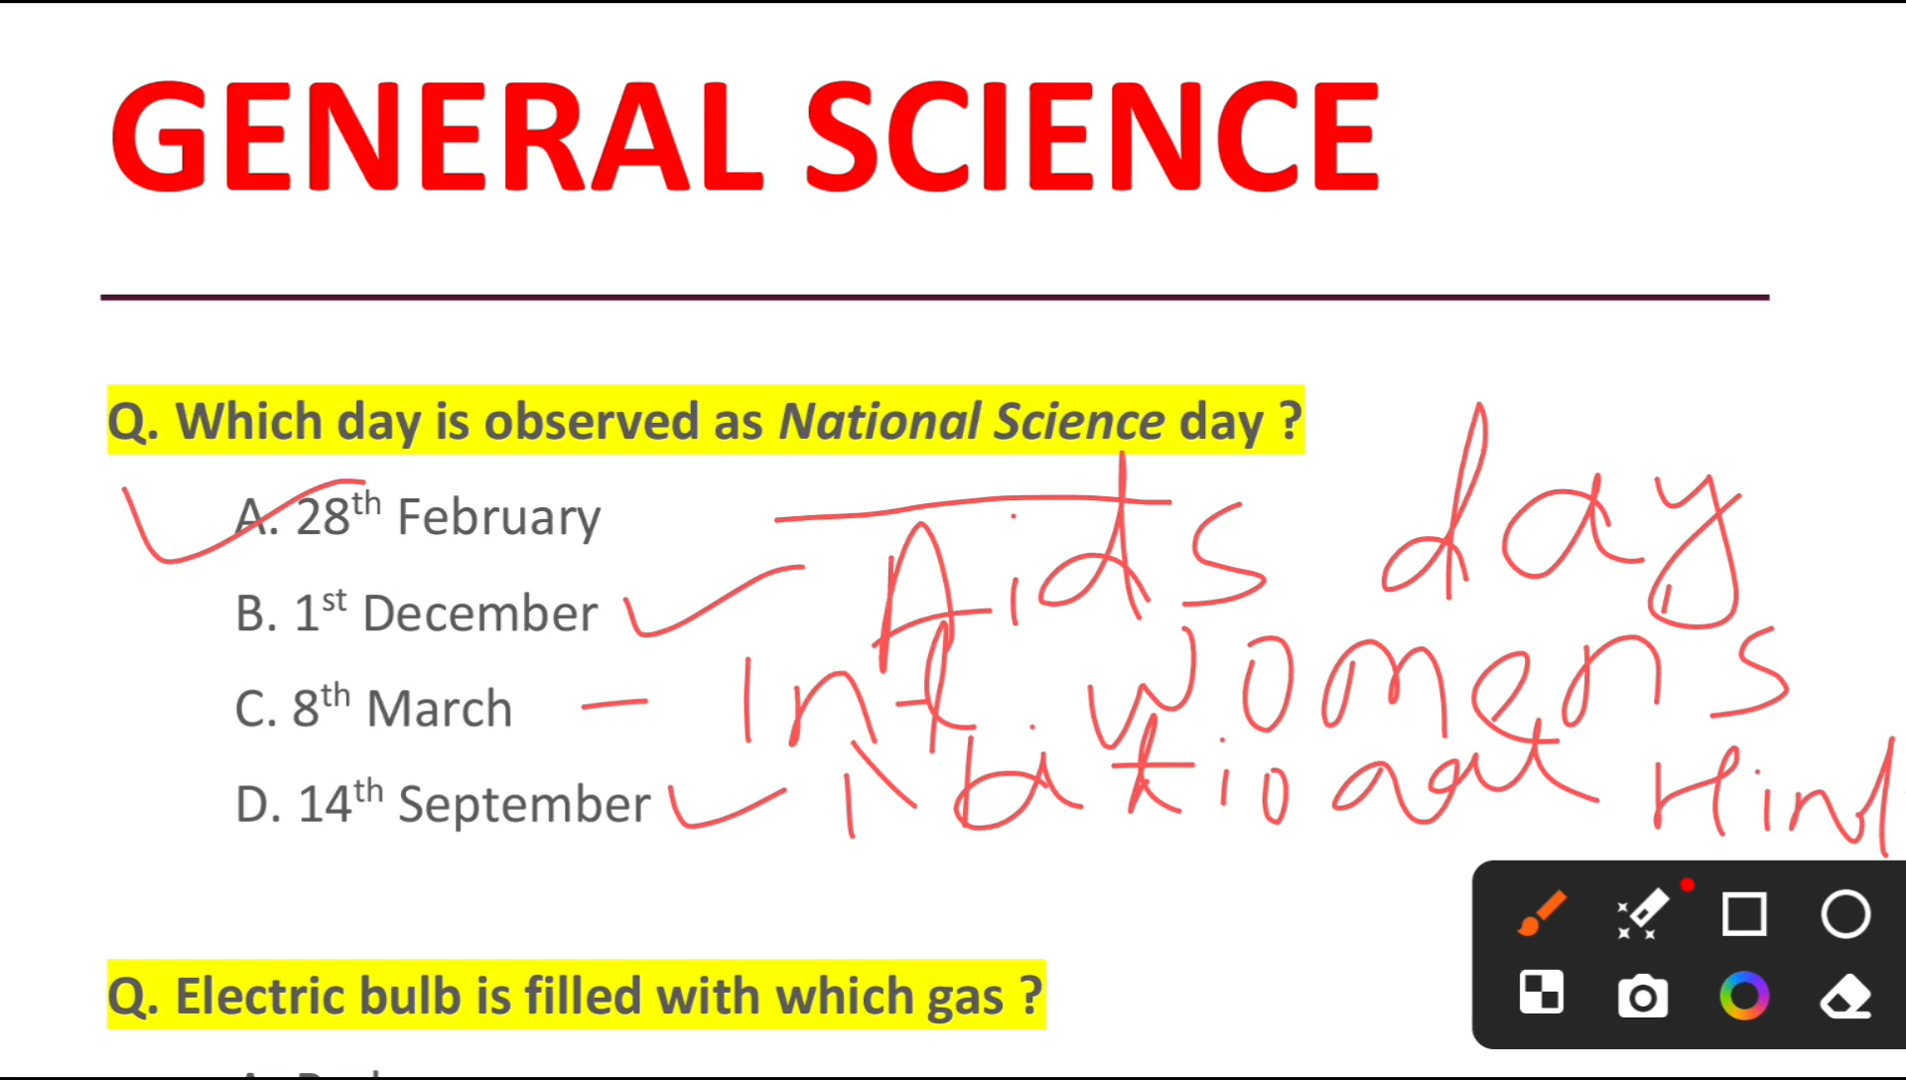 GENERAL SCIENCE
Q. Which day is observed as National Science day ?
A. 28th February
Aids day
B. 1st December
Int. womens
C. 8th March
National Hind
D. 14th September
Q. Electric bulb is filled with which gas ?